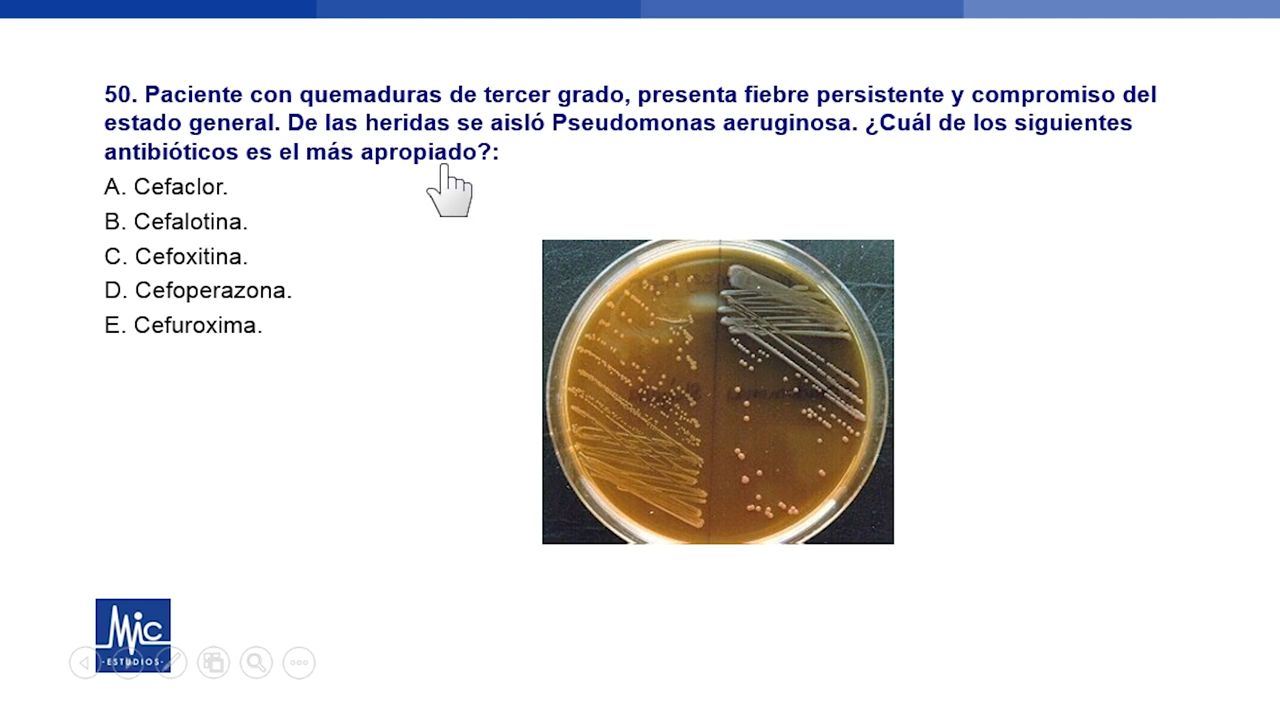 50. Paciente con quemaduras de tercer grado, presenta fiebre persistente y compromiso del
estado general. De las heridas se aisló Pseudomonas aeruginosa. ¿Cuál de los siguientes
antibióticos es el más apropiado?:
A. Cefaclor.
B. Cefalotina.
C. Cefoxitina.
D. Cefoperazona.
E. Cefuroxima.
Mic
-ESTUDIOS-